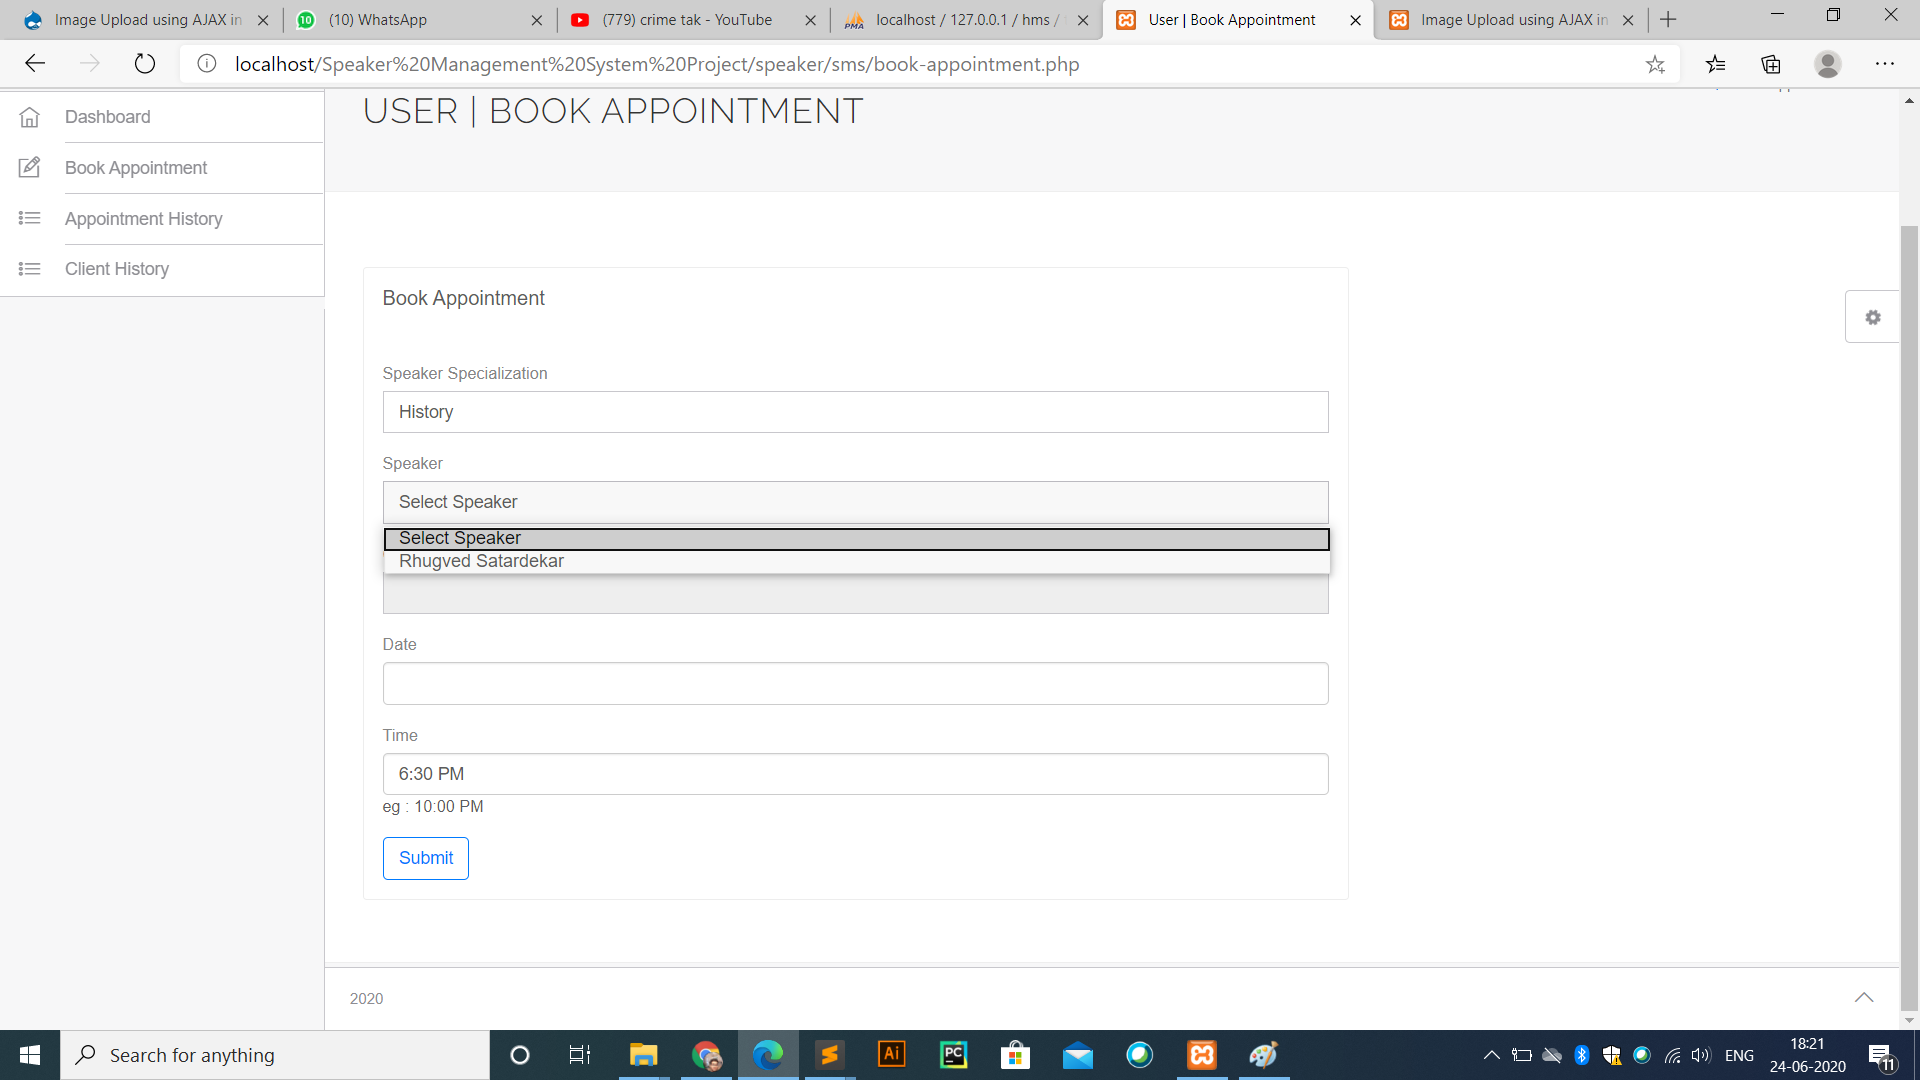 Image Upload using AJAX in
(10) WhatsApp
(779) crime tak - YouTube
localhost / 127.0.0.1 / hms /
User | Book Appointment
Image Upload using AJAX in
localhost/Speaker%20Management%20System%20Project/speaker/sms/book-appointment.php
Dashboard
Book Appointment
Appointment History
Client History
USER | BOOK APPOINTMENT
Book Appointment
Speaker Specialization
History
Speaker
Select Speaker
Select Speaker
Rhugved Satardekar
Date
Time
6:30 PM
eg : 10:00 PM
Submit
2020
Search for anything
ENG
18:21
24-06-2020
11